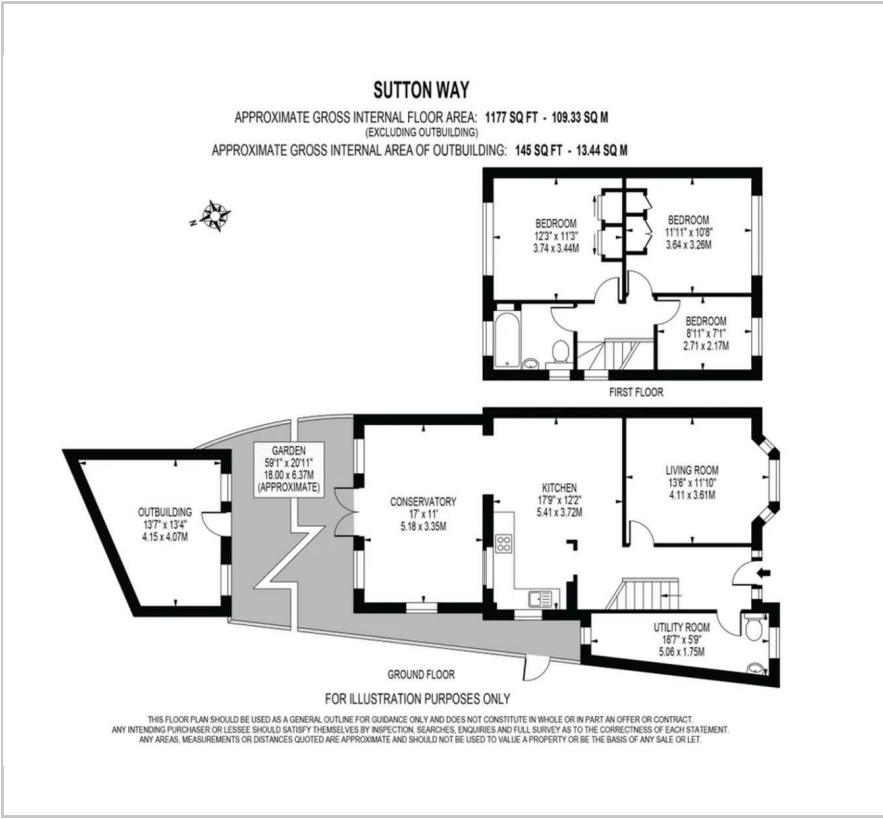 SUTTON WAY
APPROXIMATE GROSS INTERNAL FLOOR AREA: 1177 SQ FT - 109.33 SQ M
(EXCLUDING OUTBUILDING)
APPROXIMATE GROSS INTERNAL AREA OF OUTBUILDING: 145 SQ FT - 13.44 SQ M
N
BEDROOM
12'3" x 11'3"
3.74 x 3.44M
BEDROOM
11'11" x 10'8"
3.64 x 3.26M
BEDROOM
8'11" x 7'1"
2.71 x 2.17M
FIRST FLOOR
GARDEN
59'1" x 20'11"
18.00 x 6.37M
(APPROXIMATE)
OUTBUILDING
13'7" x 13'4"
4.15 x 4.07M
CONSERVATORY
17' x 11'
5.18 x 3.35M
KITCHEN
17'9" x 12'2"
5.41 x 3.72M
LIVING ROOM
13'6" x 11'10"
4.11 x 3.61M
UTILITY ROOM
16'7" x 5'9"
5.06 x 1.75M
GROUND FLOOR
FOR ILLUSTRATION PURPOSES ONLY
THIS FLOOR PLAN SHOULD BE USED AS A GENERAL OUTLINE FOR GUIDANCE ONLY AND DOES NOT CONSTITUTE IN WHOLE OR IN PART AN OFFER OR CONTRACT.
ANY INTENDING PURCHASER OR LESSEE SHOULD SATISFY THEMSELVES BY INSPECTION, SEARCHES, ENQUIRIES AND FULL SURVEY AS TO THE CORRECTNESS OF EACH STATEMENT.
ANY AREAS, MEASUREMENTS OR DISTANCES QUOTED ARE APPROXIMATE AND SHOULD NOT BE USED TO VALUE A PROPERTY OR BE THE BASIS OF ANY SALE OR LET.